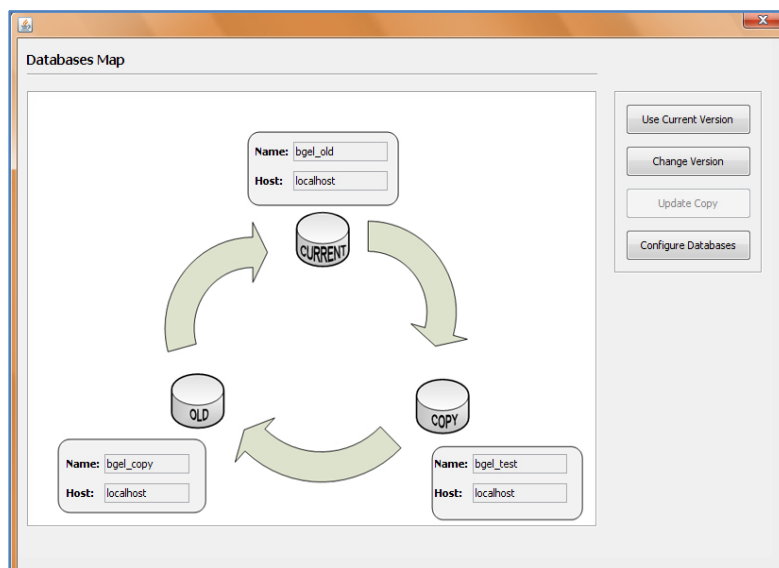 Databases Map
Use Current Version
Change Version
Update Copy
Configure Databases
Name: bgel_old
Host: localhost
CURRENT
OLD
COPY
Name: bgel_copy
Host: localhost
Name: bgel_test
Host: localhost